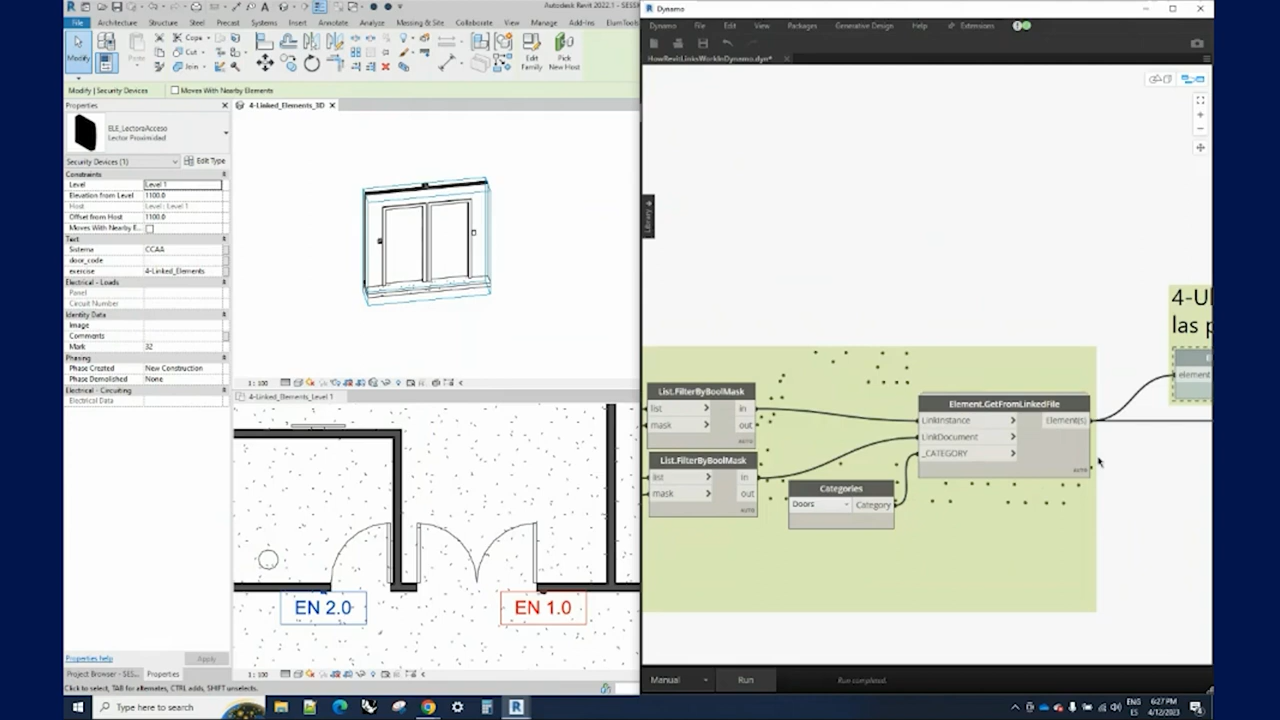 Autodesk Revit 2022.1 - SES
File
Architecture
Structure
Steel
Precast
Systems
Insert
Annotate
Analyze
Massing & Site
Collaborate
View
Manage
Add-Ins
Modify
Cope
Cut
Join
Paste
Edit
Family
Pick
New Host
Modify | Security Devices
Moves With Nearby Elements
Properties
4-Linked_Elements_3D
ELE_LectoraAcceso
Lector Proximidad
Security Devices (1)
Edit Type
Constraints
Level
Level 1
Elevation from Level
1100.0
Host
Level : Level 1
Offset from Host
1100.0
Moves With Nearby E...
Text
Sistema
CCAA
door_code
exercise
4-Linked_Elements
Electrical - Loads
Panel
Circuit Number
Identity Data
Image
Comments
Mark
32
Phasing
Phase Created
New Construction
Phase Demolished
None
Electrical - Circuiting
Electrical Data
Properties help
Apply
Project Browser - SES...
Properties
Click to select, TAB for alternates, CTRL adds, SHIFT unselects.
1 : 100
4-Linked_Elements_Level 1
EN 2.0
EN 1.0
1 : 100
Dynamo
Dynamo
File
Edit
View
Packages
Generative Design
Help
Extensions
HowRevitLinksWorkInDynamo.dyn*
Library
4-U
las p
element
List.FilterByBoolMask
list
>
in
mask
>
out
AUTO
List.FilterByBoolMask
list
>
in
mask
>
out
AUTO
Categories
Doors
Category
Element.GetFromLinkedFile
LinkInstance
>
Element(s)
LinkDocument
>
_CATEGORY
>
AUTO
Manual
Run
Run completed.
Type here to search
ENG
ES
6:27 PM
4/12/2023